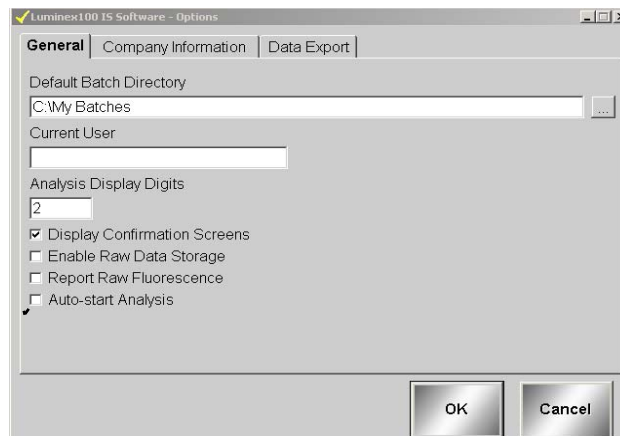 Luminex100 IS Software - Options
General Company Information Data Export
Default Batch Directory
C:\My Batches ...
Current User
Analysis Display Digits
2
Display Confirmation Screens
Enable Raw Data Storage
Report Raw Fluorescence
Auto-start Analysis
OK Cancel